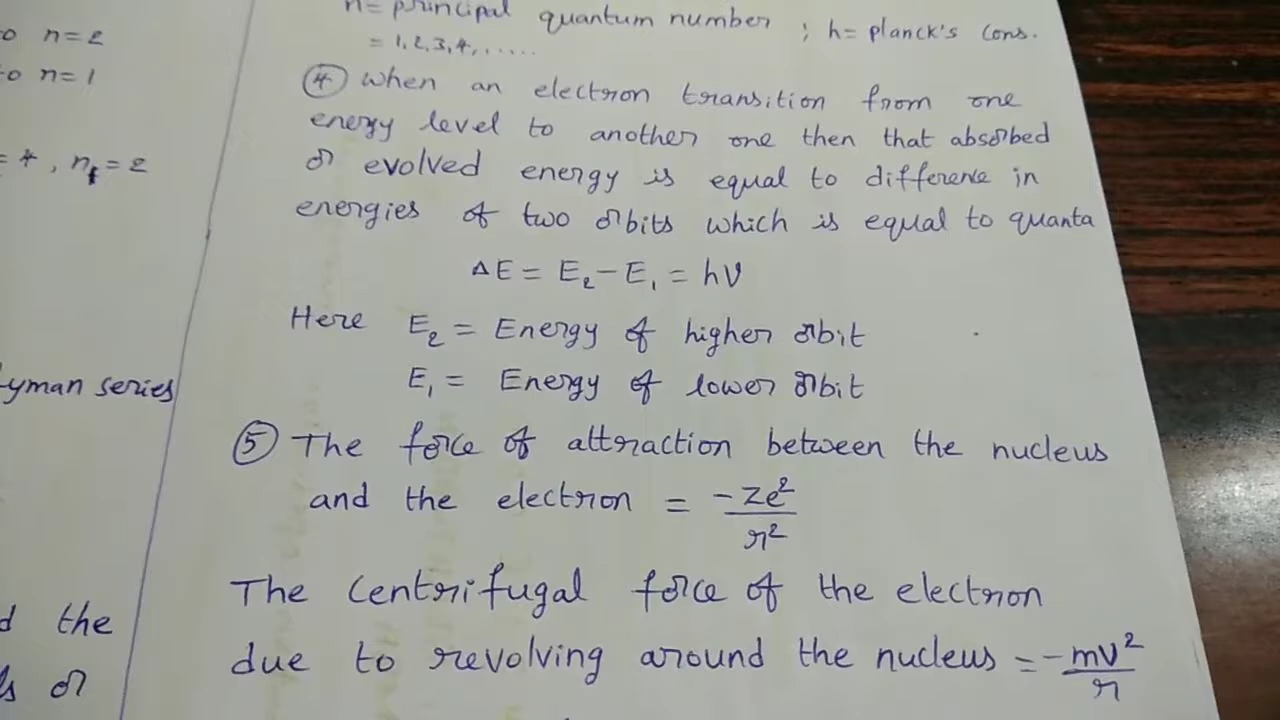 o n=2
o n=1
= 4, nf = 2
yman series
d the
s or
n= principal quantum number ; h= planck's cons.
= 1,2,3,4,.....
④ When an electron transition from one
energy level to another one then that absorbed
or evolved energy is equal to difference in
energies of two orbits which is equal to quanta
ΔE = E₂ - E₁ = hν
Here E₂ = Energy of higher orbit
E₁ = Energy of lower orbit
⑤ The force of attraction between the nucleus
and the electron = -Ze²/r²
The Centrifugal force of the electron
due to revolving around the nucleus = -mv²/r